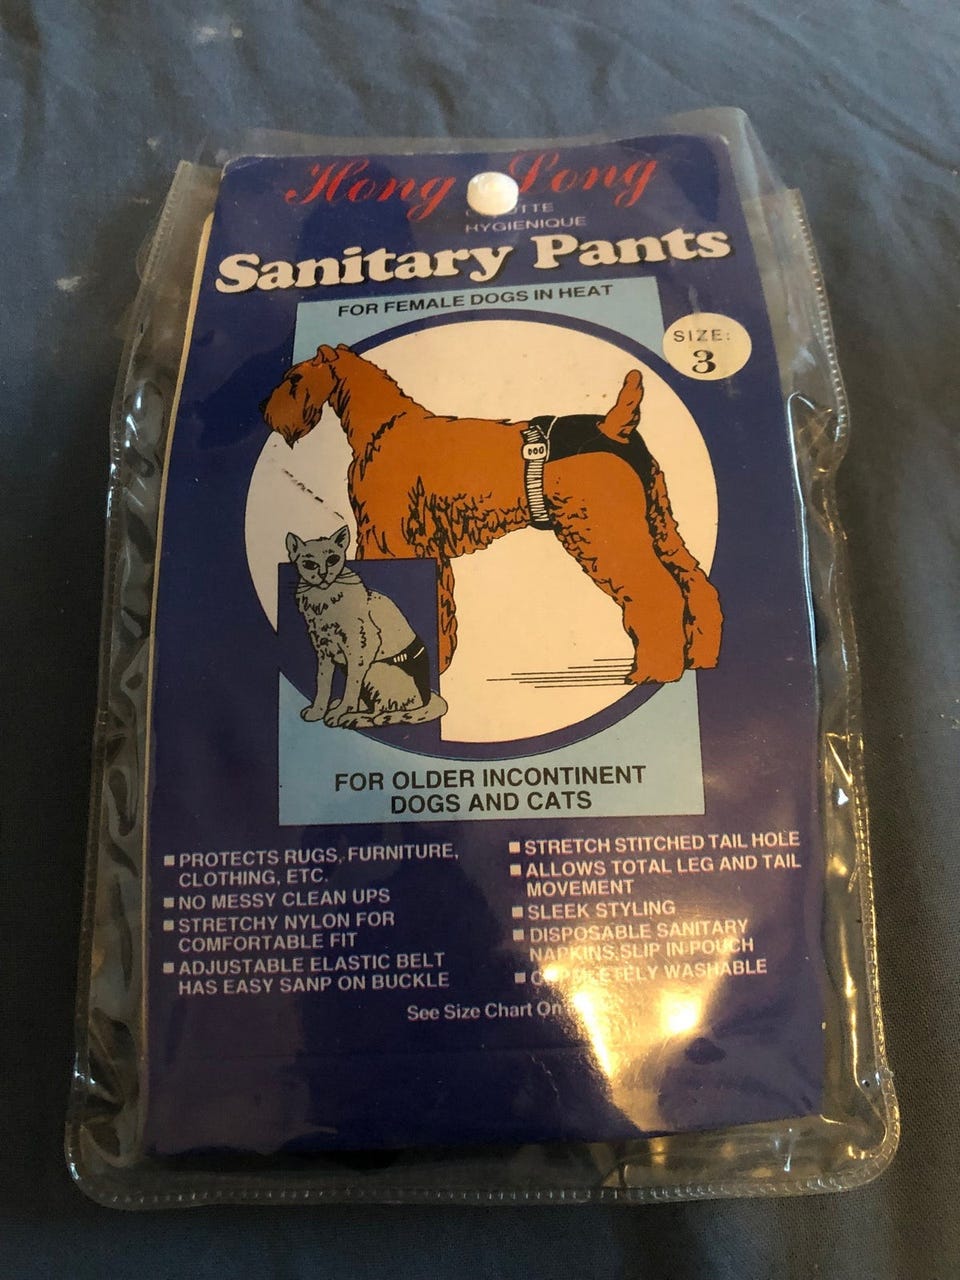 Hong Long
HYGIENIQUE
Sanitary Pants
FOR FEMALE DOGS IN HEAT
SIZE:
3
DOG
FOR OLDER INCONTINENT
DOGS AND CATS
PROTECTS RUGS, FURNITURE,
CLOTHING, ETC.
NO MESSY CLEAN UPS
STRETCHY NYLON FOR
COMFORTABLE FIT
ADJUSTABLE ELASTIC BELT
HAS EASY SANP ON BUCKLE
STRETCH STITCHED TAIL HOLE
ALLOWS TOTAL LEG AND TAIL
MOVEMENT
SLEEK STYLING
DISPOSABLE SANITARY
NAPKINS SLIP IN POUCH
COMPLETELY WASHABLE
See Size Chart On